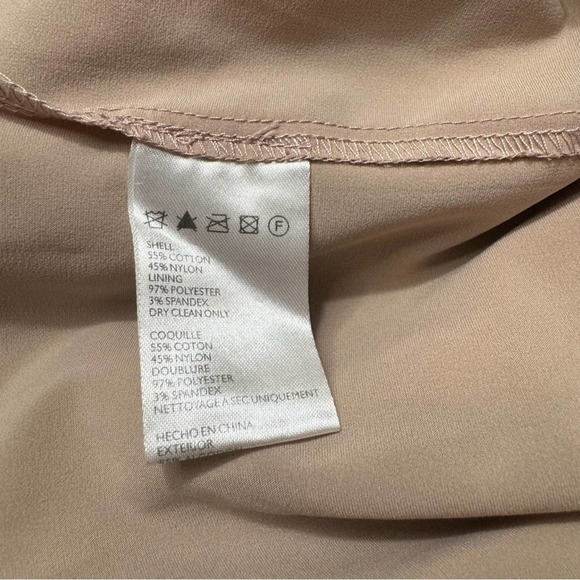 F
SHELL
55% COTTON
45% NYLON
LINING
97% POLYESTER
3% SPANDEX
DRY CLEAN ONLY
COQUILLE
55% COTON
45% NYLON
DOUBLURE
97% POLYESTER
3% SPANDEX
NETTOYAGE A SEC UNIQUEMENT
HECHO EN CHINA
EXTERIOR